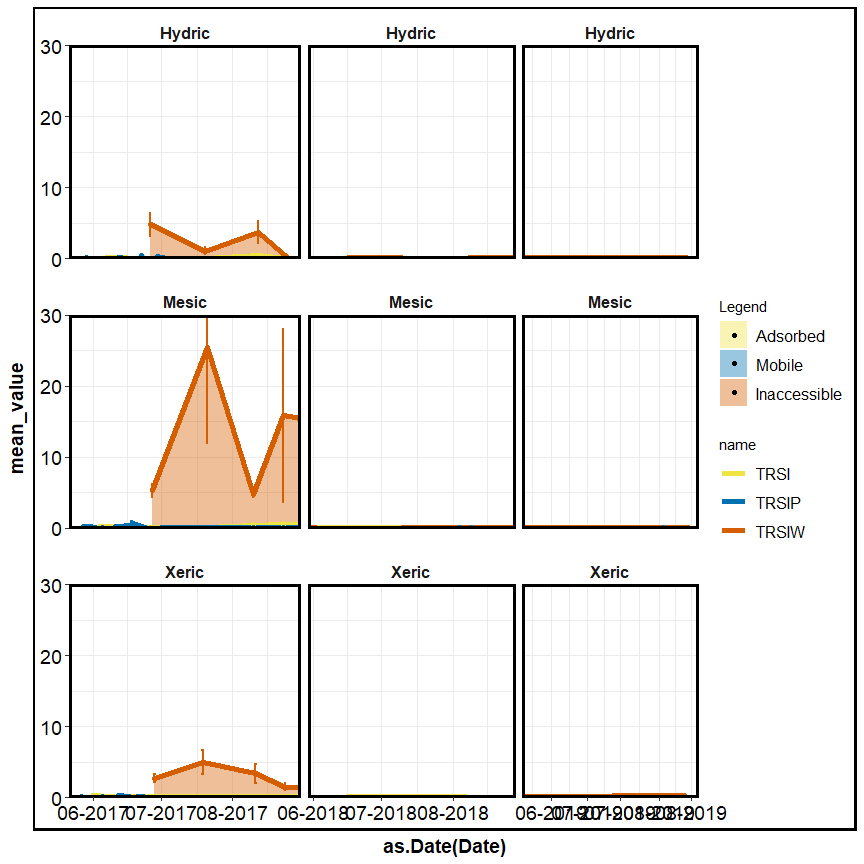 Hydric Hydric Hydric
30
20
10
0
Mesic Mesic Mesic
30
20
10
0
Xeric Xeric Xeric
30
20
10
0
mean_value
06-2017 07-2017 08-2017 06-2018 07-2018 08-2018 06-2019
as.Date(Date)
Legend
Adsorbed
Mobile
Inaccessible
name
TRSI
TRSIP
TRSIW